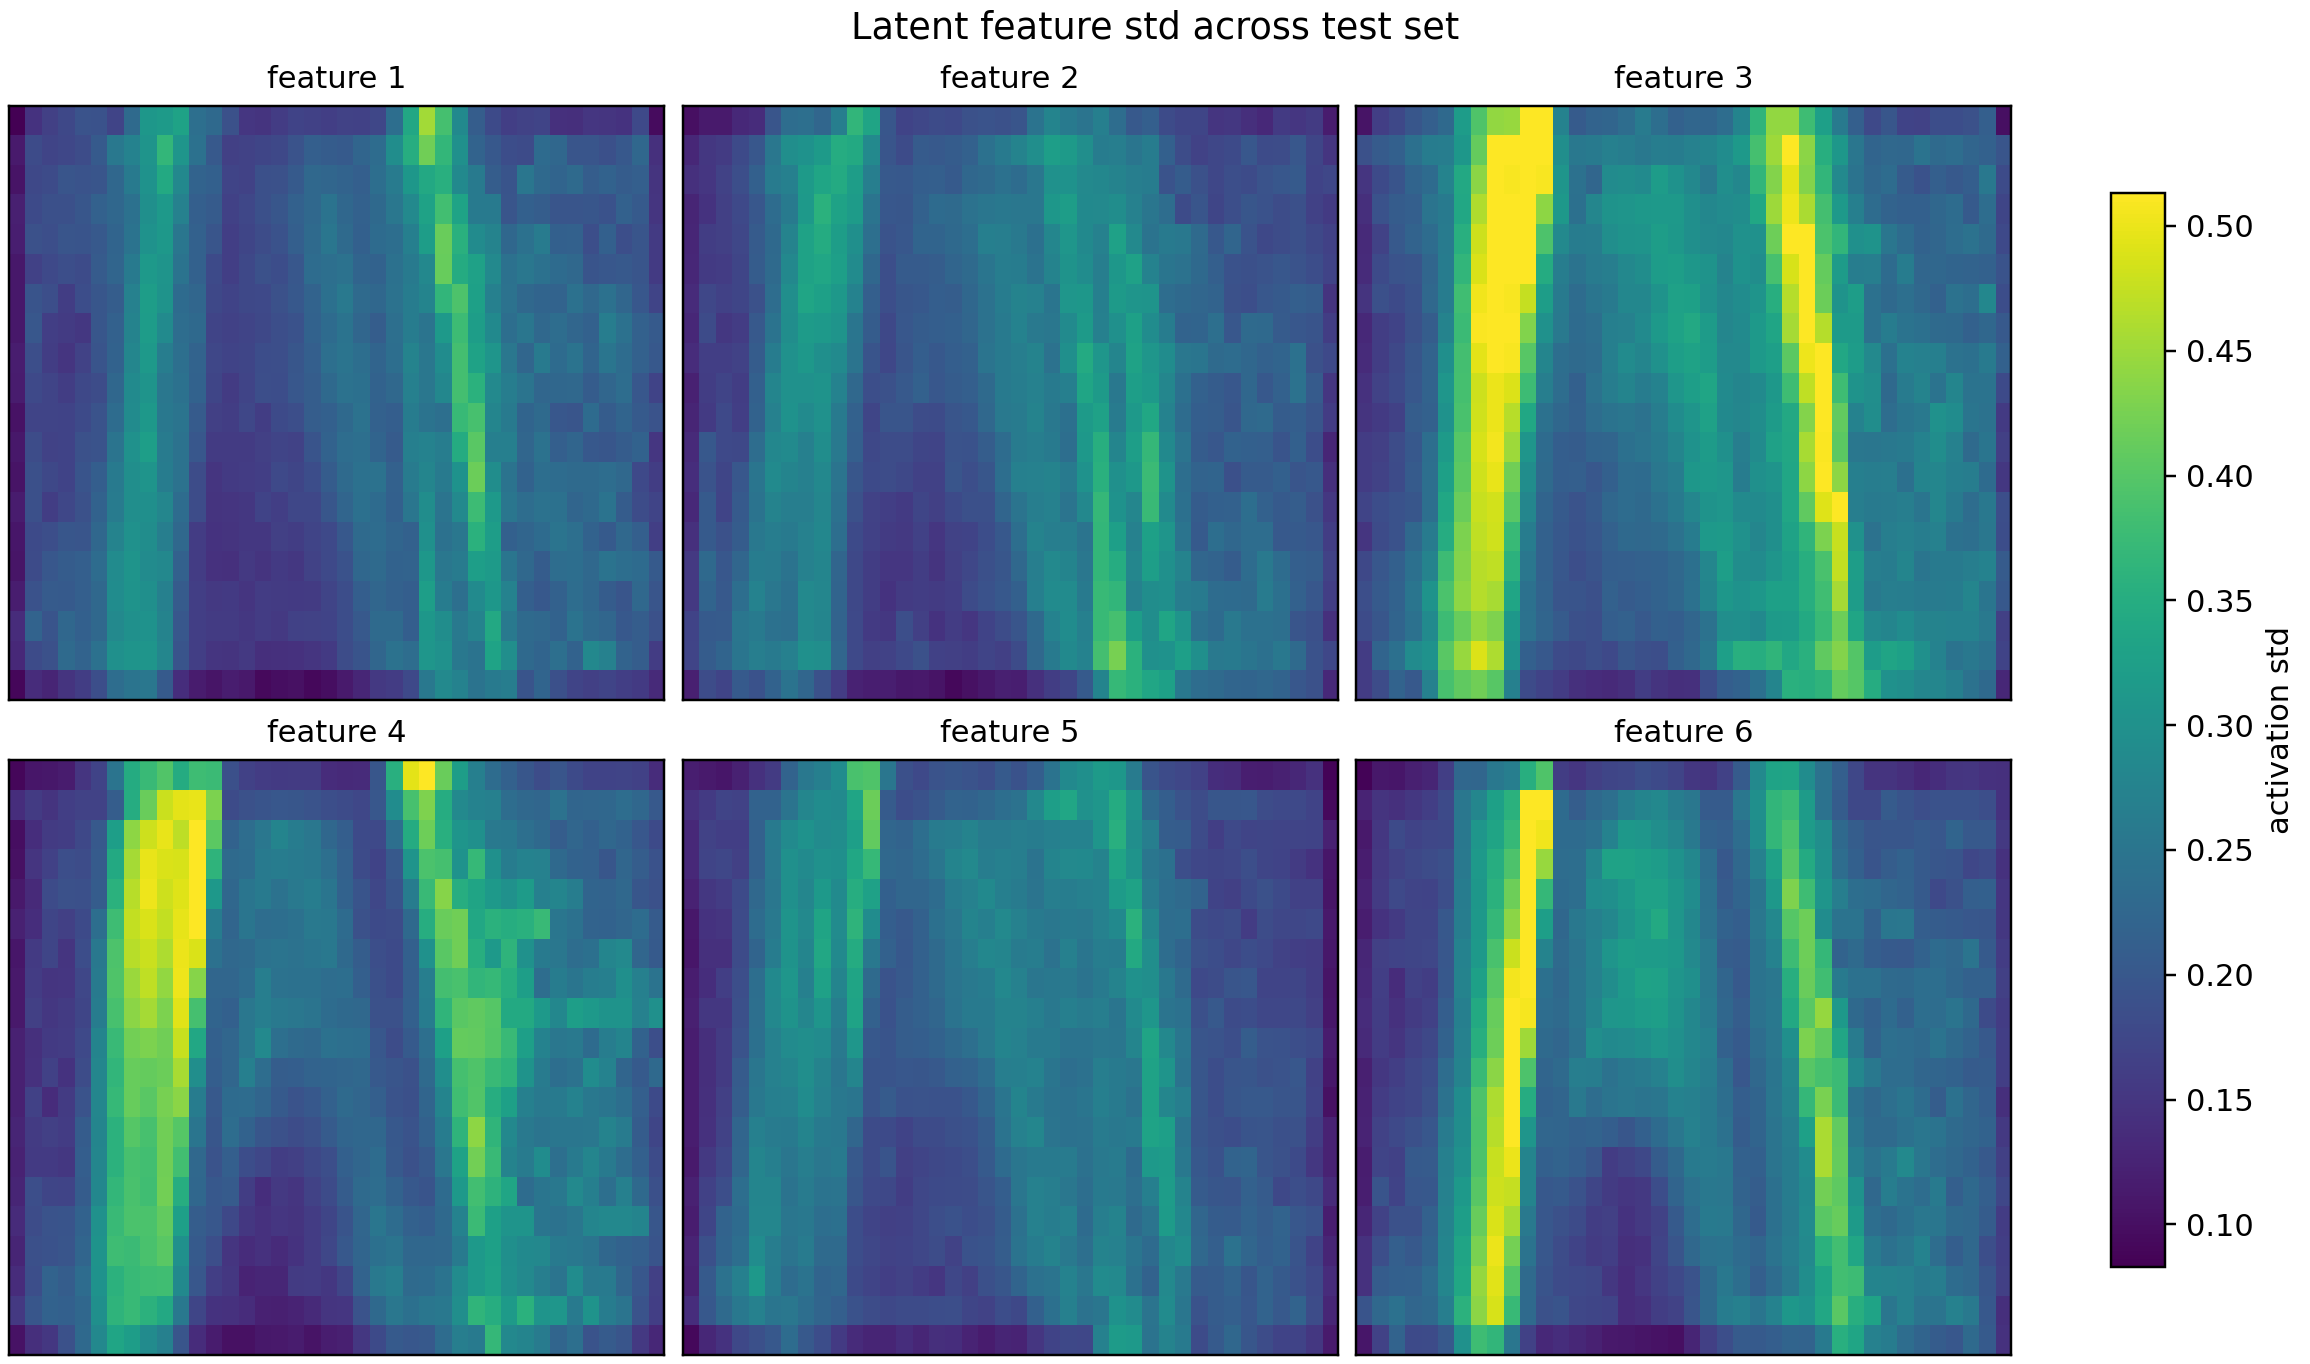 Latent feature std across test set
feature 1
feature 2
feature 3
feature 4
feature 5
feature 6
0.50
0.45
0.40
0.35
0.30
0.25
0.20
0.15
0.10
activation std